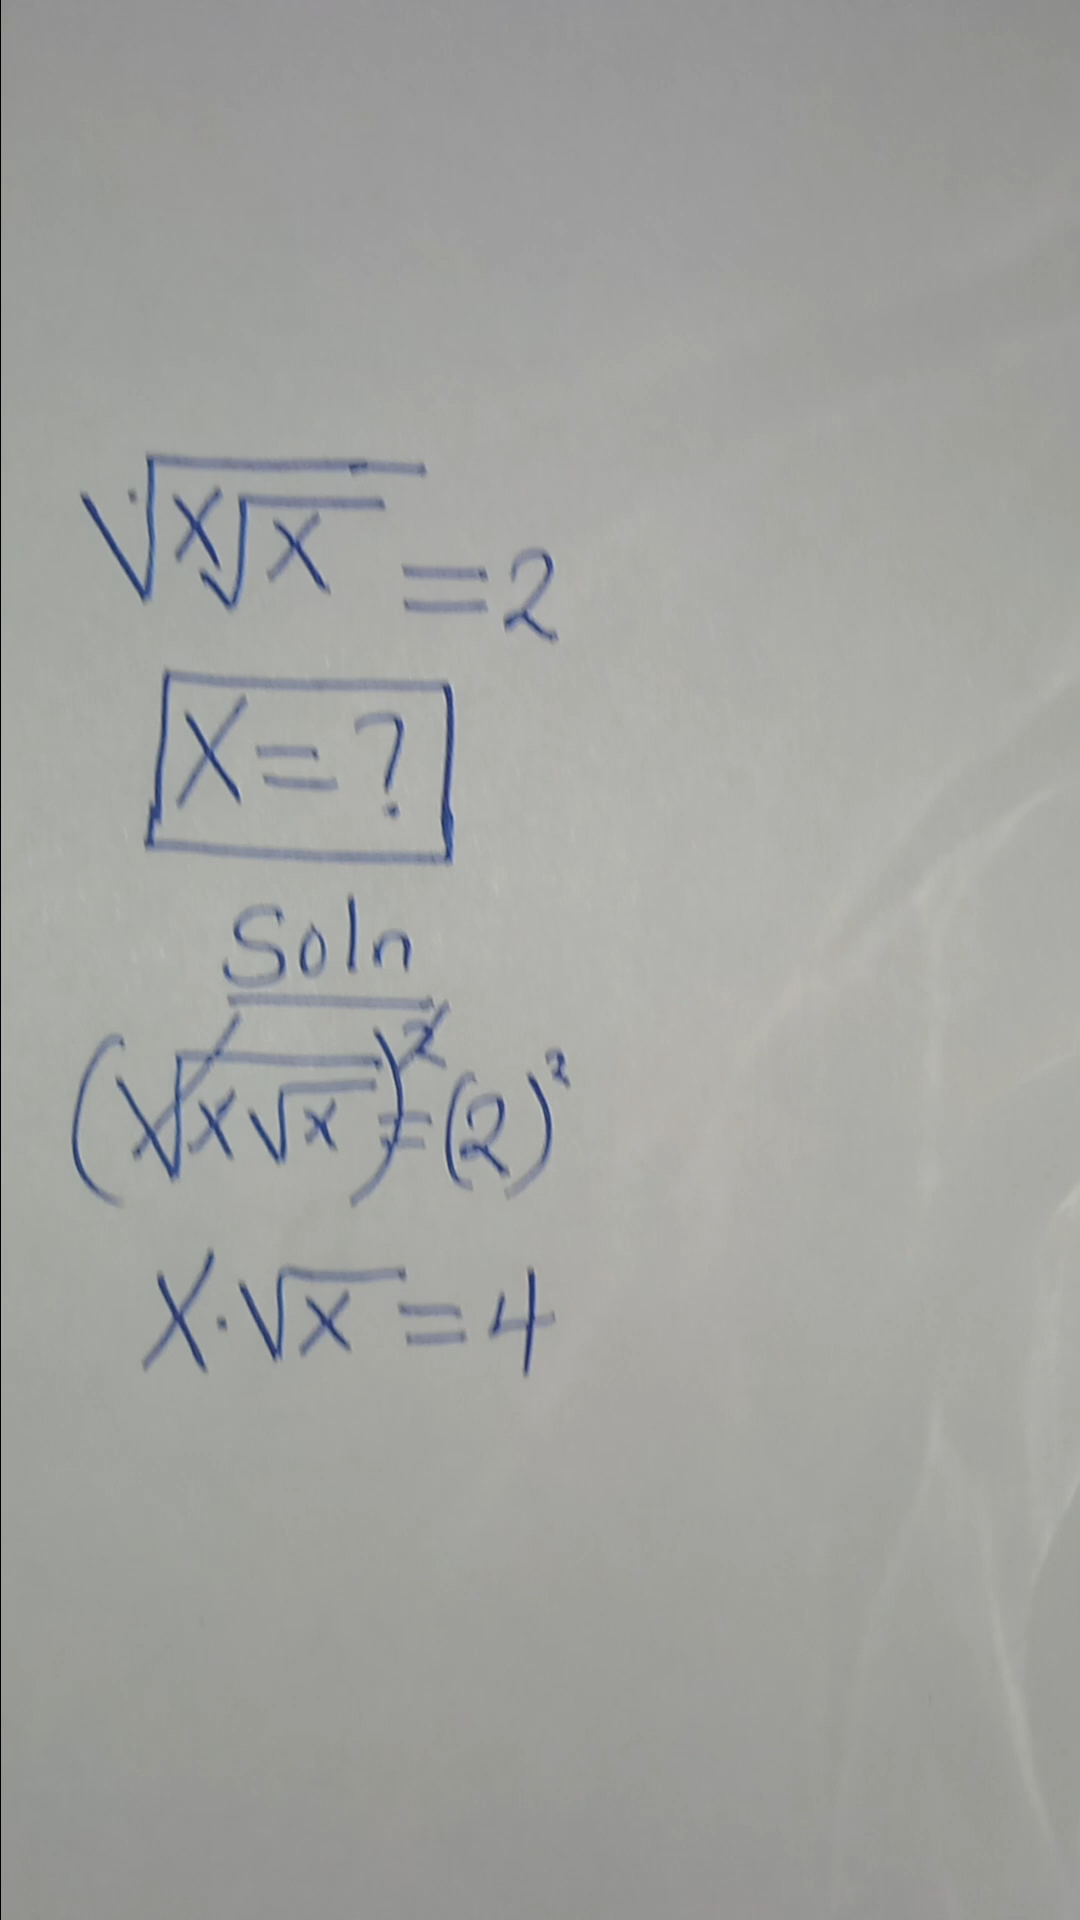 √(x√x) = 2
X = ?
Soln
(√(x√x))² = (2)²
X·√x = 4